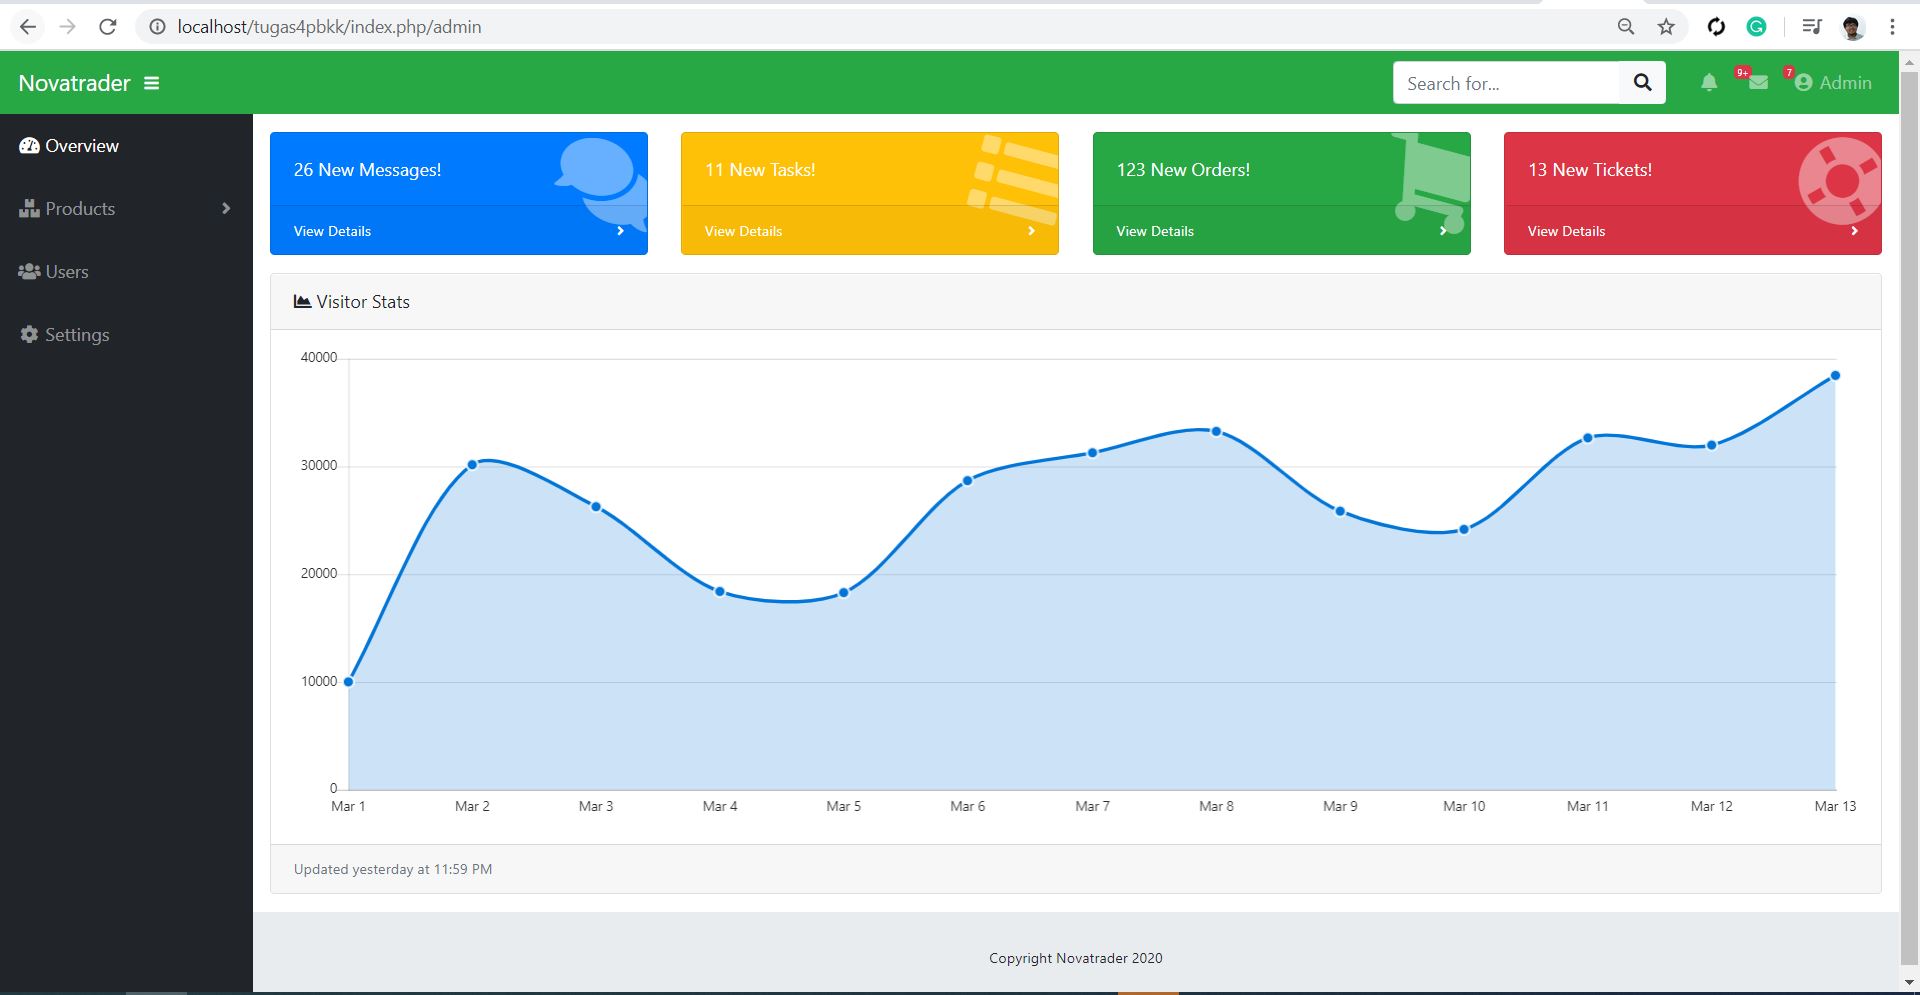 localhost/tugas4pbkk/index.php/admin
Novatrader
Search for...
9+
7
Admin
Overview
Products
Users
Settings
26 New Messages!
View Details
11 New Tasks!
View Details
123 New Orders!
View Details
13 New Tickets!
View Details
Visitor Stats
40000
30000
20000
10000
0
Mar 1 Mar 2 Mar 3 Mar 4 Mar 5 Mar 6 Mar 7 Mar 8 Mar 9 Mar 10 Mar 11 Mar 12 Mar 13
Updated yesterday at 11:59 PM
Copyright Novatrader 2020